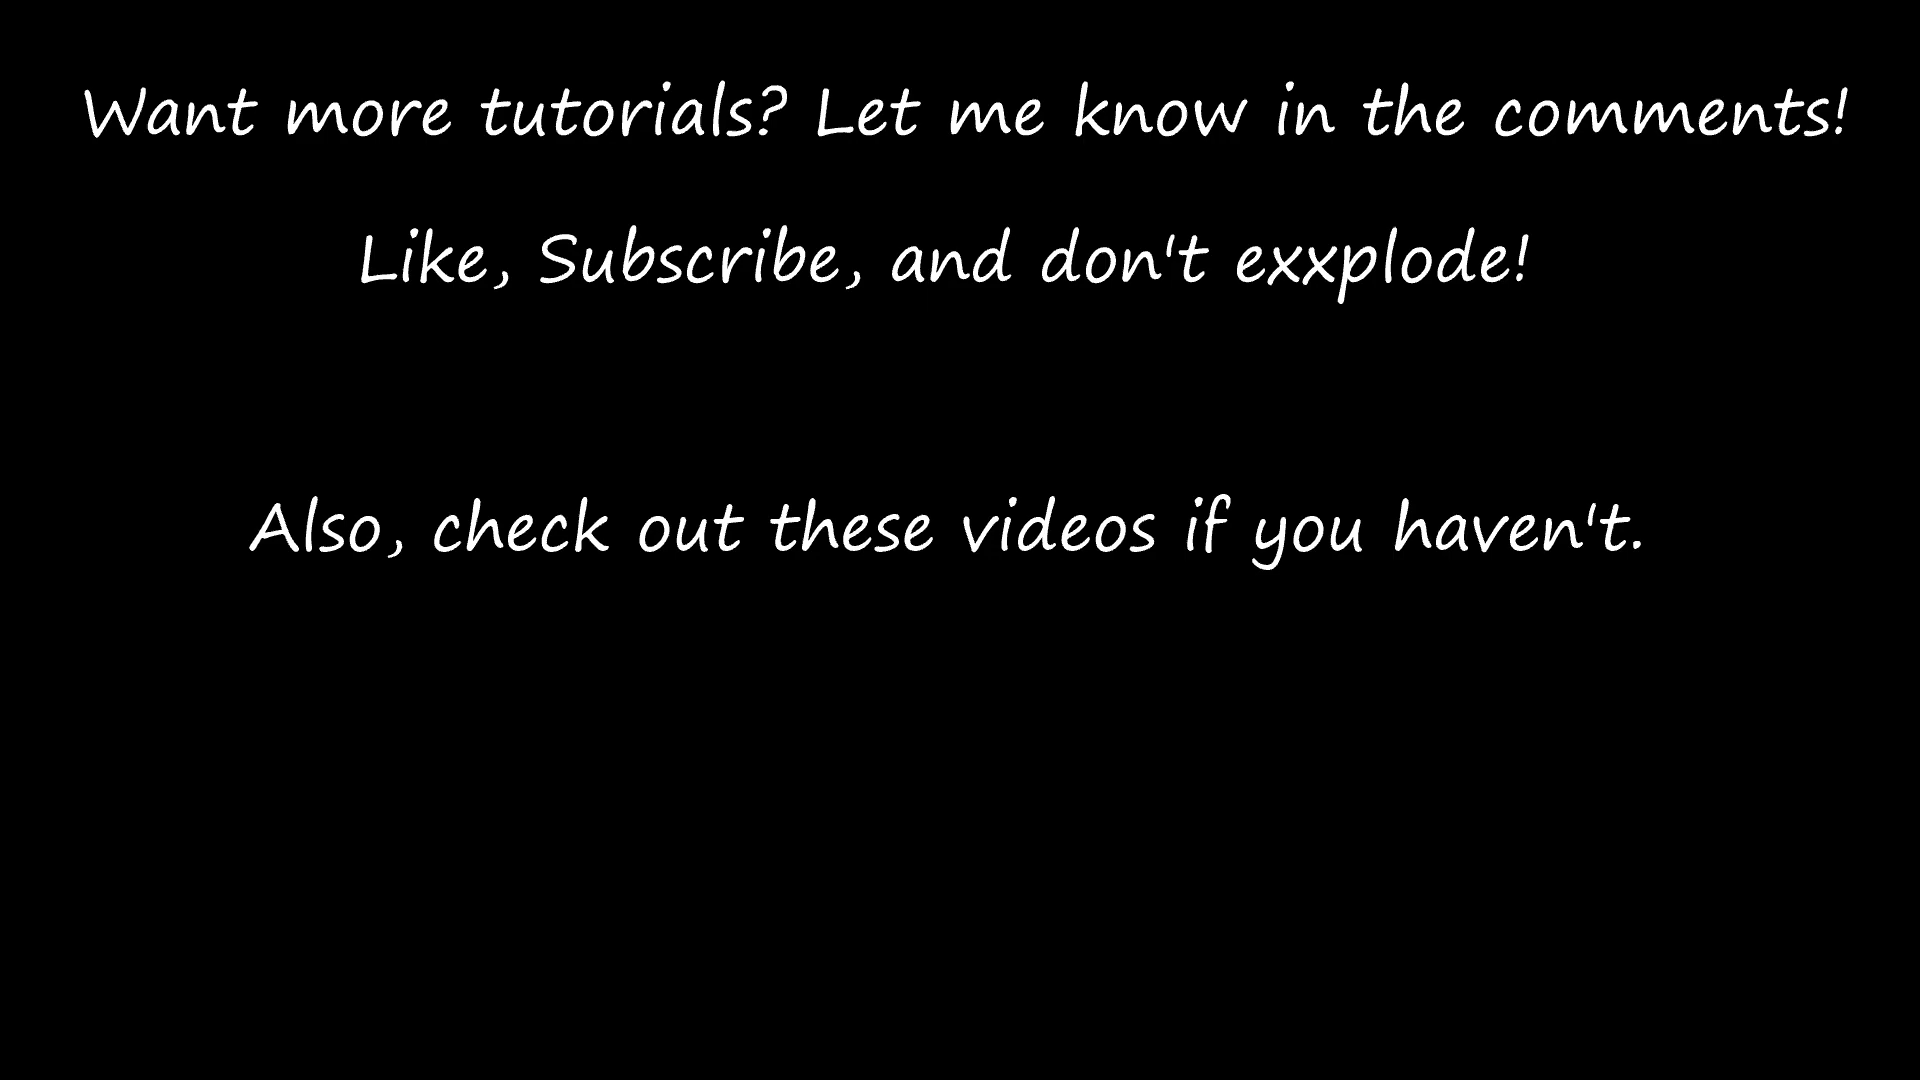 Want more tutorials? Let me know in the comments!
Like, Subscribe, and don't exxplode!
Also, check out these videos if you haven't.